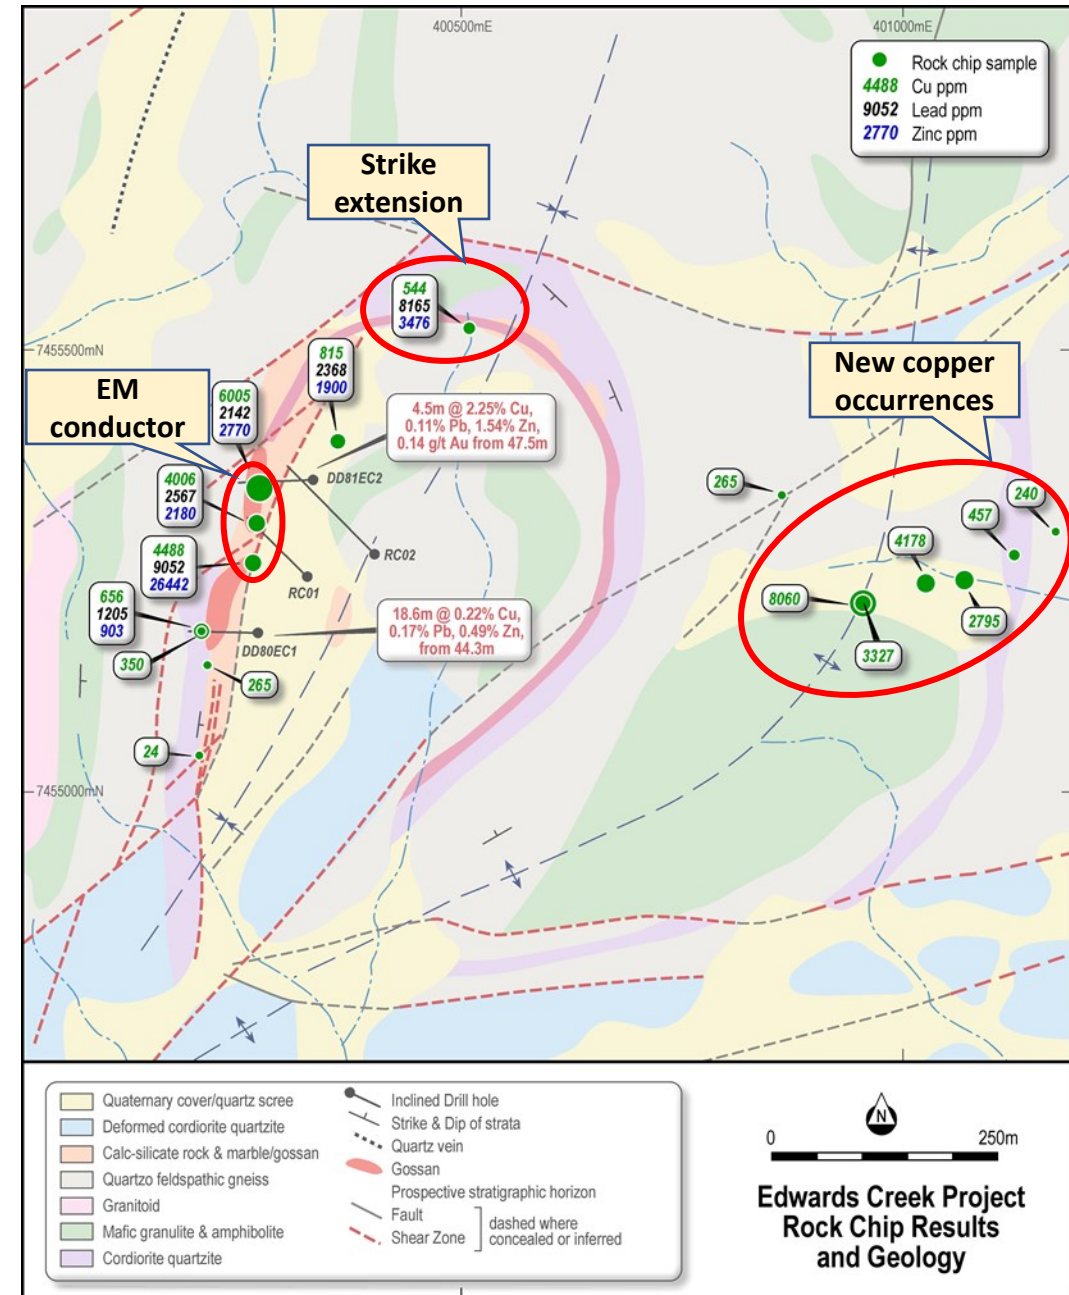 400500mE
401000mE
Rock chip sample
4488 Cu ppm
9052 Lead ppm
2770 Zinc ppm
Strike
extension
544
8165
3476
7455500mN
815
2368
1900
EM
conductor
New copper
occurrences
6005
2142
2770
4.5m @ 2.25% Cu,
0.11% Pb, 1.54% Zn,
0.14 g/t Au from 47.5m
DD81EC2
4006
2567
2180
265
240
457
4178
4488
9052
26442
RC02
RC01
656
1205
903
8060
2795
18.6m @ 0.22% Cu,
0.17% Pb, 0.49% Zn,
from 44.3m
DD80EC1
3327
350
265
24
7455000mN
Quaternary cover/quartz scree
Deformed cordiorite quartzite
Calc-silicate rock & marble/gossan
Quartzo feldspathic gneiss
Granitoid
Mafic granulite & amphibolite
Cordiorite quartzite
Inclined Drill hole
Strike & Dip of strata
Quartz vein
Gossan
Prospective stratigraphic horizon
Fault
Shear Zone
dashed where
concealed or inferred
N
0 250m
Edwards Creek Project
Rock Chip Results
and Geology